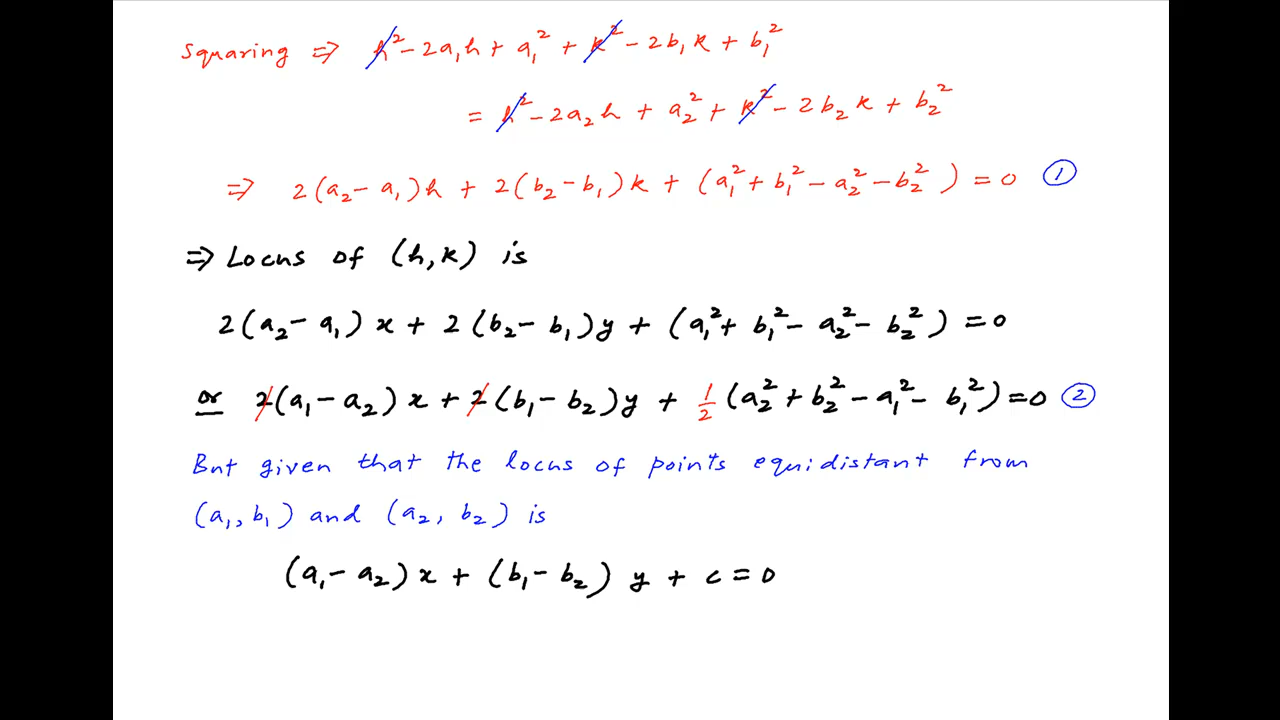 Squaring ⇒ h² - 2a₁h + a₁² + k² - 2b₁k + b₁²
= h² - 2a₂h + a₂² + k² - 2b₂k + b₂²
⇒ 2(a₂ - a₁)h + 2(b₂ - b₁)k + (a₁² + b₁² - a₂² - b₂²) = 0 ①
⇒ Locus of (h, k) is
2(a₂ - a₁)x + 2(b₂ - b₁)y + (a₁² + b₁² - a₂² - b₂²) = 0
or 2(a₁ - a₂)x + 2(b₁ - b₂)y + 1/2 (a₂² + b₂² - a₁² - b₁²) = 0 ②
But given that the locus of points equidistant from
(a₁, b₁) and (a₂, b₂) is
(a₁ - a₂)x + (b₁ - b₂)y + c = 0